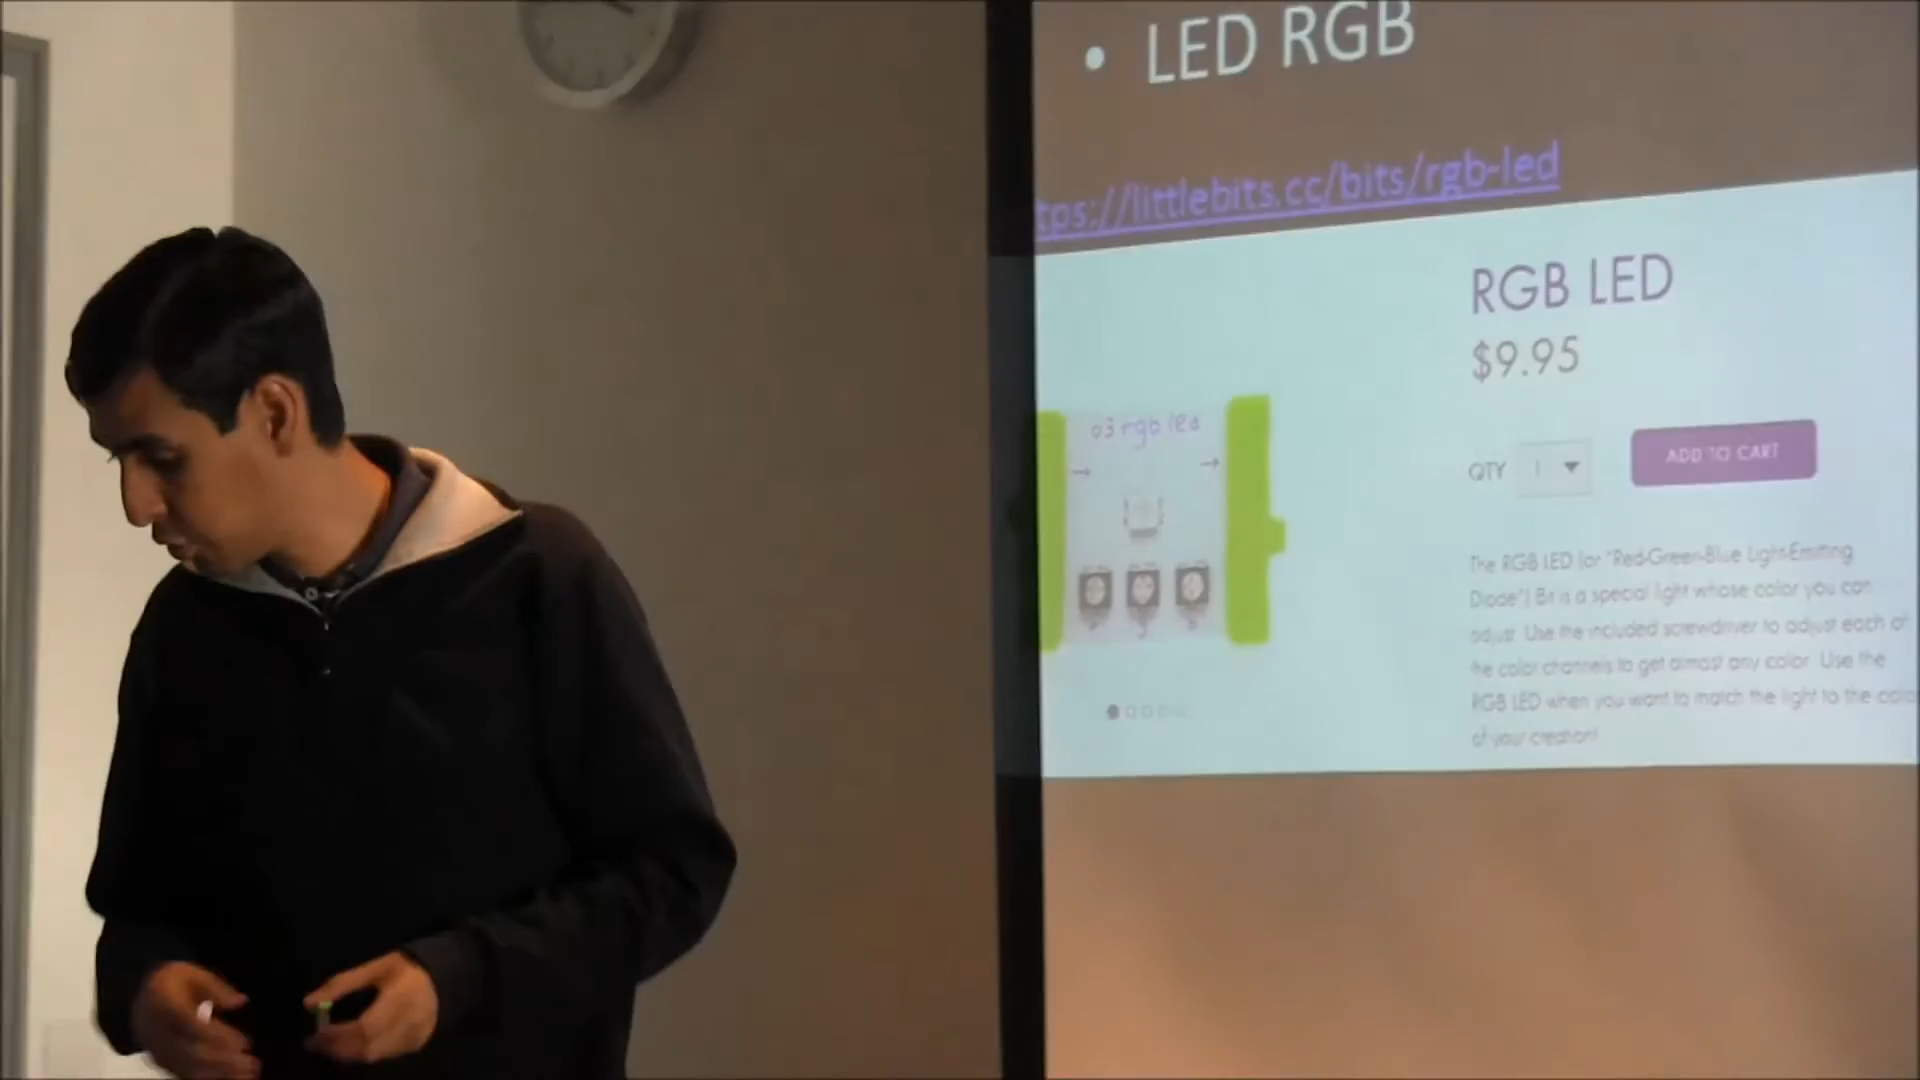 • LED RGB
tps://littlebits.cc/bits/rgb-led
RGB LED
$9.95
o3 rgb led
QTY 1
ADD TO CART
The RGB LED (or "Red-Green-Blue Light-Emitting
Diode") Bit is a special light whose color you can
adjust. Use the included screwdriver to adjust each of
the color channels to get almost any color. Use the
RGB LED when you want to match the light to the colo
of your creation!